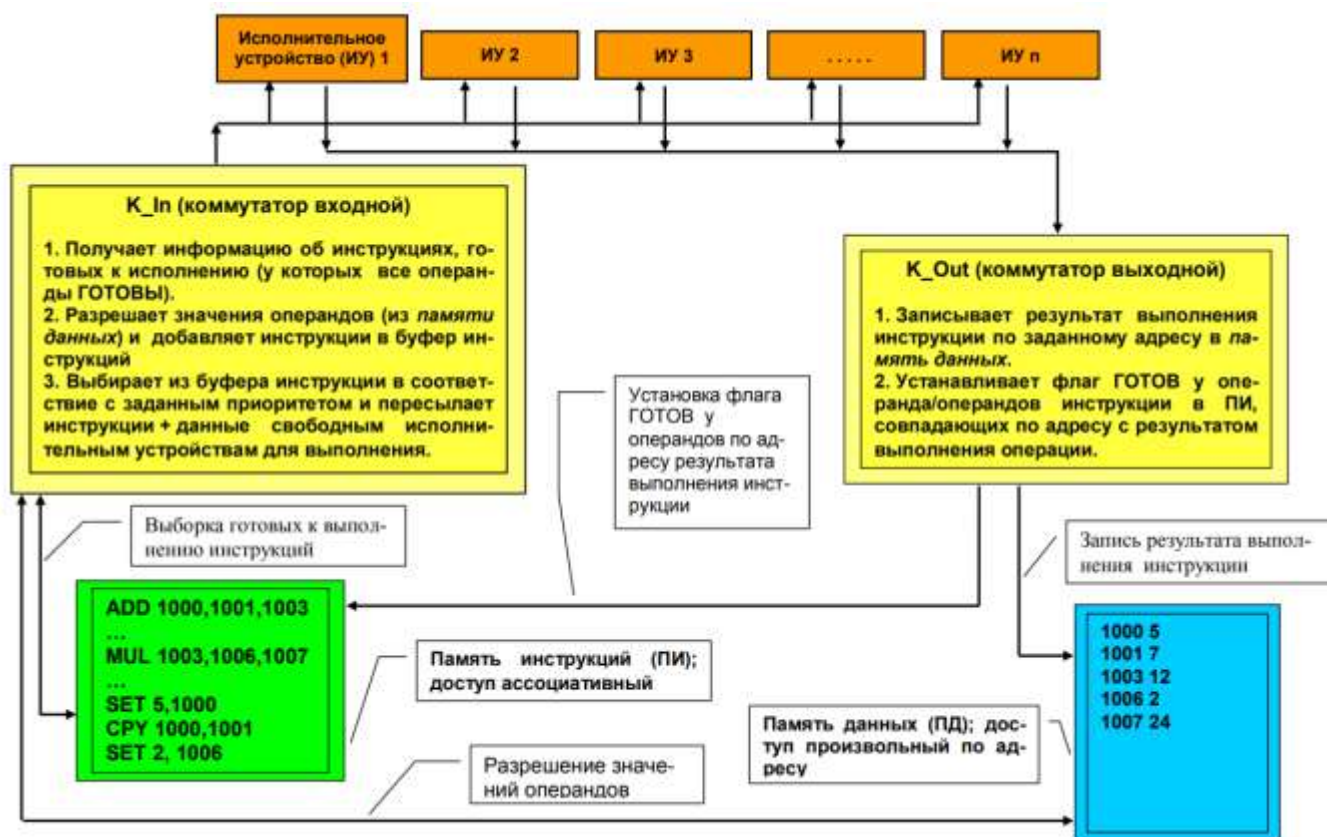 Исполнительное
устройство (ИУ) 1
ИУ 2
ИУ 3
. . . . .
ИУ n
K_In (коммутатор входной)
1. Получает информацию об инструкциях, го-
товых к исполнению (у которых все операн-
ды ГОТОВЫ).
2. Разрешает значения операндов (из памяти
данных) и добавляет инструкции в буфер ин-
струкций
3. Выбирает из буфера инструкции в соответ-
ствие с заданным приоритетом и пересылает
инструкции + данные свободным исполни-
тельным устройствам для выполнения.
K_Out (коммутатор выходной)
1. Записывает результат выполнения
инструкции по заданному адресу в па-
мять данных.
2. Устанавливает флаг ГОТОВ у опе-
ранда/операндов инструкции в ПИ,
совпадающих по адресу с результатом
выполнения операции.
Установка флага
ГОТОВ у
операндов по ад-
ресу результата
выполнения инст-
рукции
Выборка готовых к выпол-
нению инструкций
Запись результата выпол-
нения инструкции
ADD 1000,1001,1003
...
MUL 1003,1006,1007
...
SET 5,1000
CPY 1000,1001
SET 2, 1006
Память инструкций (ПИ);
доступ ассоциативный
Память данных (ПД); дос-
туп произвольный по ад-
ресу
1000 5
1001 7
1003 12
1006 2
1007 24
Разрешение значе-
ний операндов